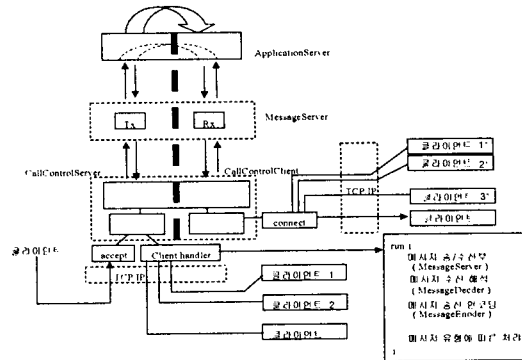 ApplicationServer
MessageServer
Tx
Rx
CallControlServer
CallControlClient
클라이언트 1'
클라이언트 2'
TCP IP
클라이언트 3'
connect
클라이언트
클라이언트
accept
Client handler
TCP IP
클라이언트 1
클라이언트 2
클라이언트
run {
메시지 송/수신부
( MessageServer )
메시지 수신 해석
( MessageDecder )
메시지 송신 인코딩
( MessageEnoder )
메시지 유형에 따른 처리
}